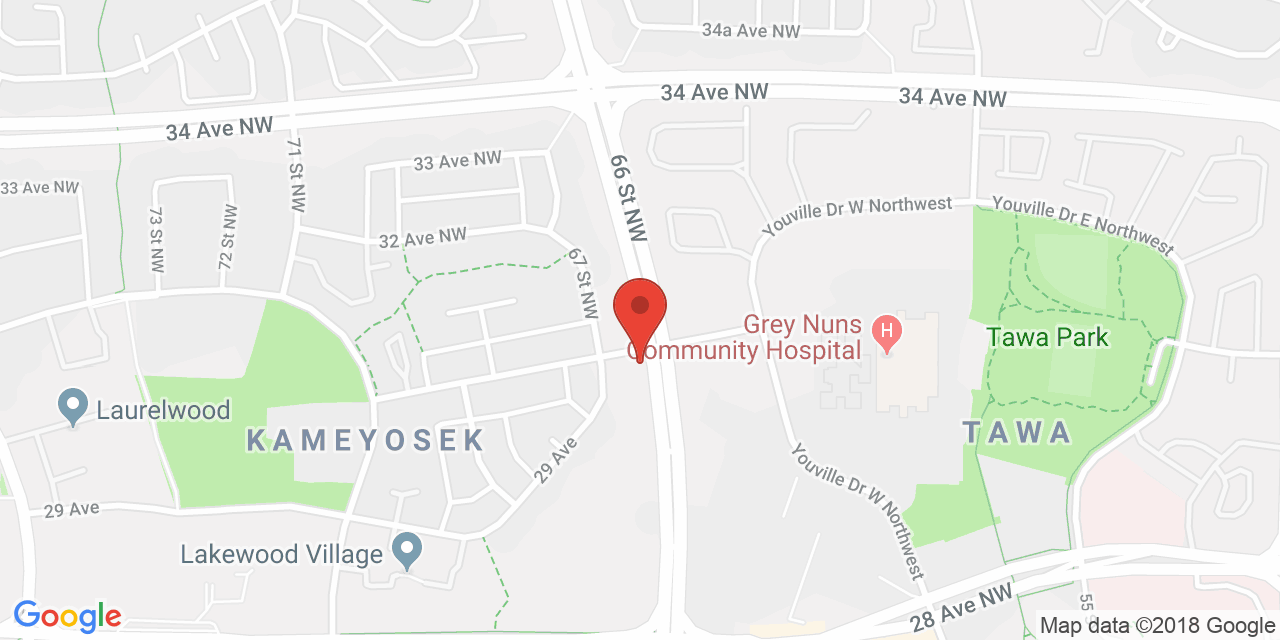 34a Ave NW
34 Ave NW
34 Ave NW
34 Ave NW
71 St NW
33 Ave NW
66 St NW
33 Ave NW
73 St NW
72 St NW
32 Ave NW
67 St NW
Youville Dr W Northwest
Youville Dr E Northwest
Grey Nuns
Community Hospital
H
Tawa Park
Laurelwood
KAMEYOSEK
TAWA
29 Ave
29 Ave
Youville Dr W Northwest
Lakewood Village
28 Ave NW
55 S
Google
Map data ©2018 Google